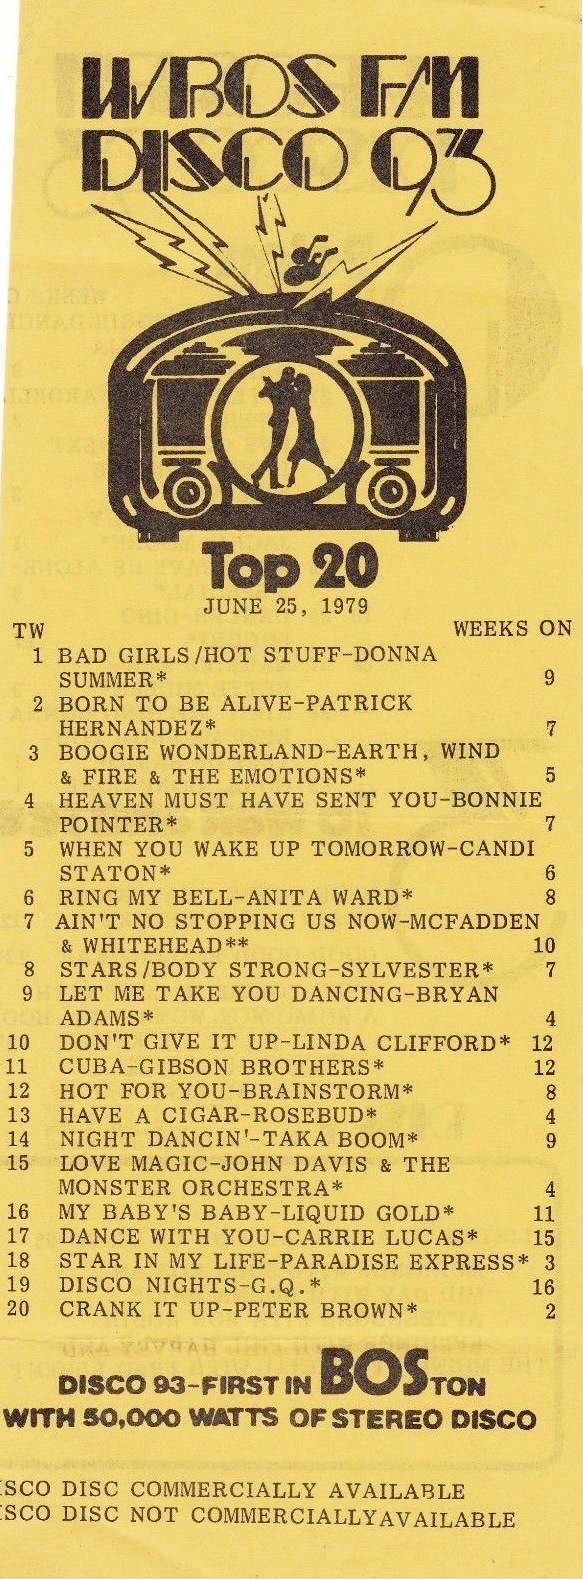 WBOS FM
DISCO 93
Top 20
JUNE 25, 1979
TW WEEKS ON
1 BAD GIRLS/HOT STUFF-DONNA
SUMMER* 9
2 BORN TO BE ALIVE-PATRICK
HERNANDEZ* 7
3 BOOGIE WONDERLAND-EARTH, WIND
& FIRE & THE EMOTIONS* 5
4 HEAVEN MUST HAVE SENT YOU-BONNIE
POINTER* 7
5 WHEN YOU WAKE UP TOMORROW-CANDI
STATON* 6
6 RING MY BELL-ANITA WARD* 8
7 AIN'T NO STOPPING US NOW-MCFADDEN
& WHITEHEAD** 10
8 STARS/BODY STRONG-SYLVESTER* 7
9 LET ME TAKE YOU DANCING-BRYAN
ADAMS* 4
10 DON'T GIVE IT UP-LINDA CLIFFORD* 12
11 CUBA-GIBSON BROTHERS* 12
12 HOT FOR YOU-BRAINSTORM* 8
13 HAVE A CIGAR-ROSEBUD* 4
14 NIGHT DANCIN'-TAKA BOOM* 9
15 LOVE MAGIC-JOHN DAVIS & THE
MONSTER ORCHESTRA* 4
16 MY BABY'S BABY-LIQUID GOLD* 11
17 DANCE WITH YOU-CARRIE LUCAS* 15
18 STAR IN MY LIFE-PARADISE EXPRESS* 3
19 DISCO NIGHTS-G.Q.* 16
20 CRANK IT UP-PETER BROWN* 2
DISCO 93-FIRST IN BOSTON
WITH 50,000 WATTS OF STEREO DISCO
ISCO DISC COMMERCIALLY AVAILABLE
ISCO DISC NOT COMMERCIALLY AVAILABLE